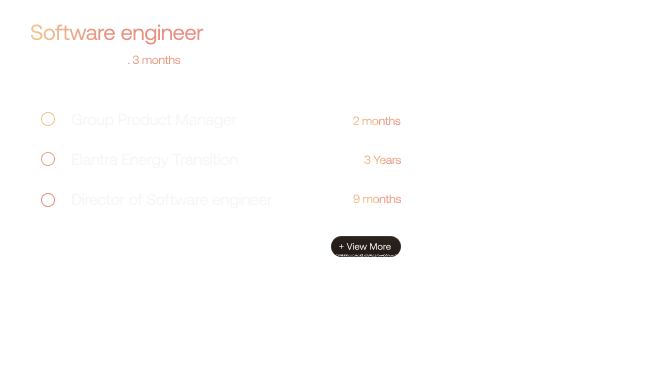 Software engineer
. 3 months
Group Product Manager
2 months
Elantra Energy Transition
3 Years
Director of Software engineer
9 months
+ View More